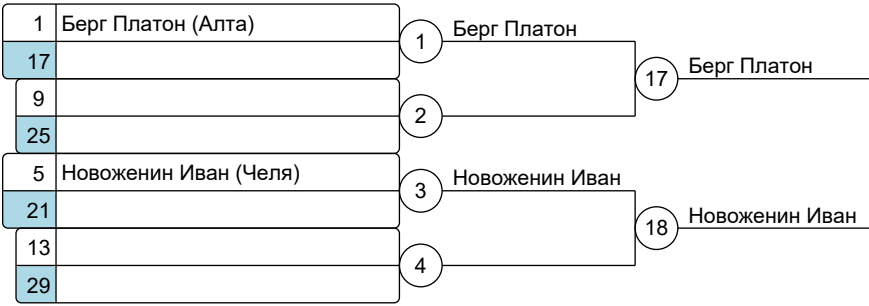 1 Берг Платон (Алта)
17
1 Берг Платон
9
25
2
17 Берг Платон
5 Новоженин Иван (Челя)
21
3 Новоженин Иван
13
29
4
18 Новоженин Иван